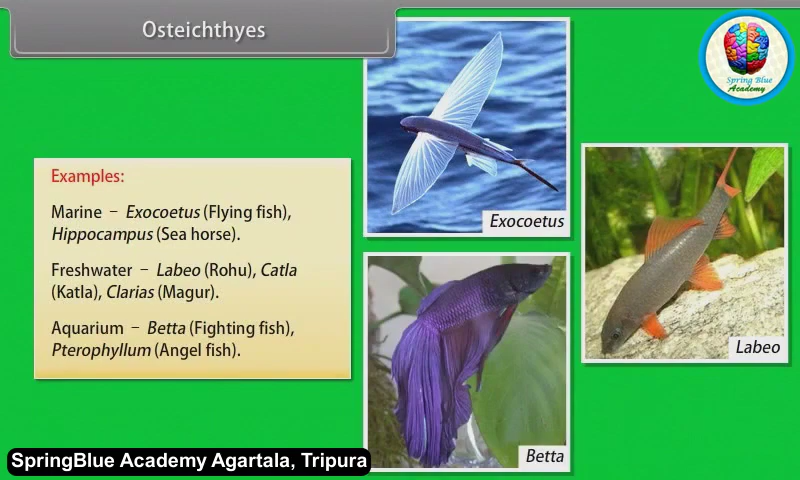 Osteichthyes
Spring Blue
Academy
Examples:
Marine – Exocoetus (Flying fish),
Hippocampus (Sea horse).
Freshwater – Labeo (Rohu), Catla
(Katla), Clarias (Magur).
Aquarium – Betta (Fighting fish),
Pterophyllum (Angel fish).
Exocoetus
Labeo
Betta
SpringBlue Academy Agartala, Tripura